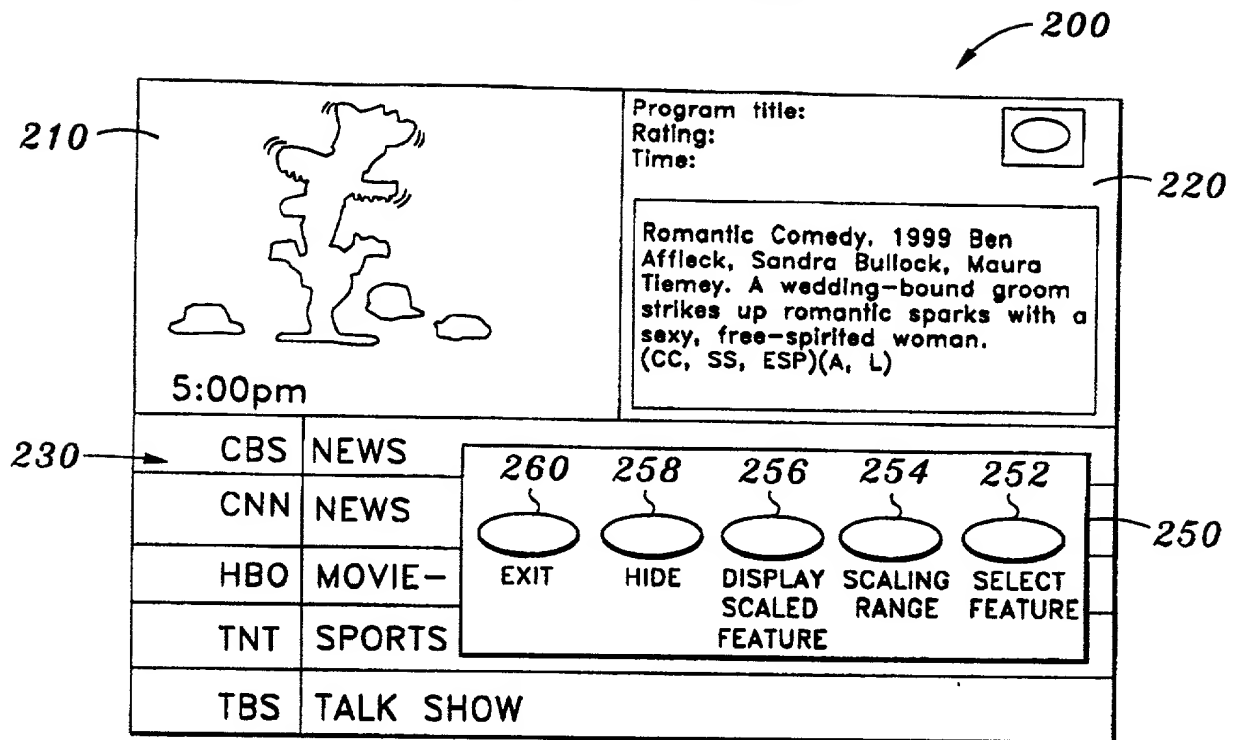 200
210
Program title:
Rating:
Time:
220
Romantic Comedy, 1999 Ben
Affleck, Sandra Bullock, Maura
Tierney. A wedding-bound groom
strikes up romantic sparks with a
sexy, free-spirited woman.
(CC, SS, ESP)(A, L)
5:00pm
230
CBS NEWS
CNN NEWS
HBO MOVIE-
TNT SPORTS
TBS TALK SHOW
260 258 256 254 252
250
EXIT HIDE DISPLAY SCALING SELECT
SCALED RANGE FEATURE
FEATURE